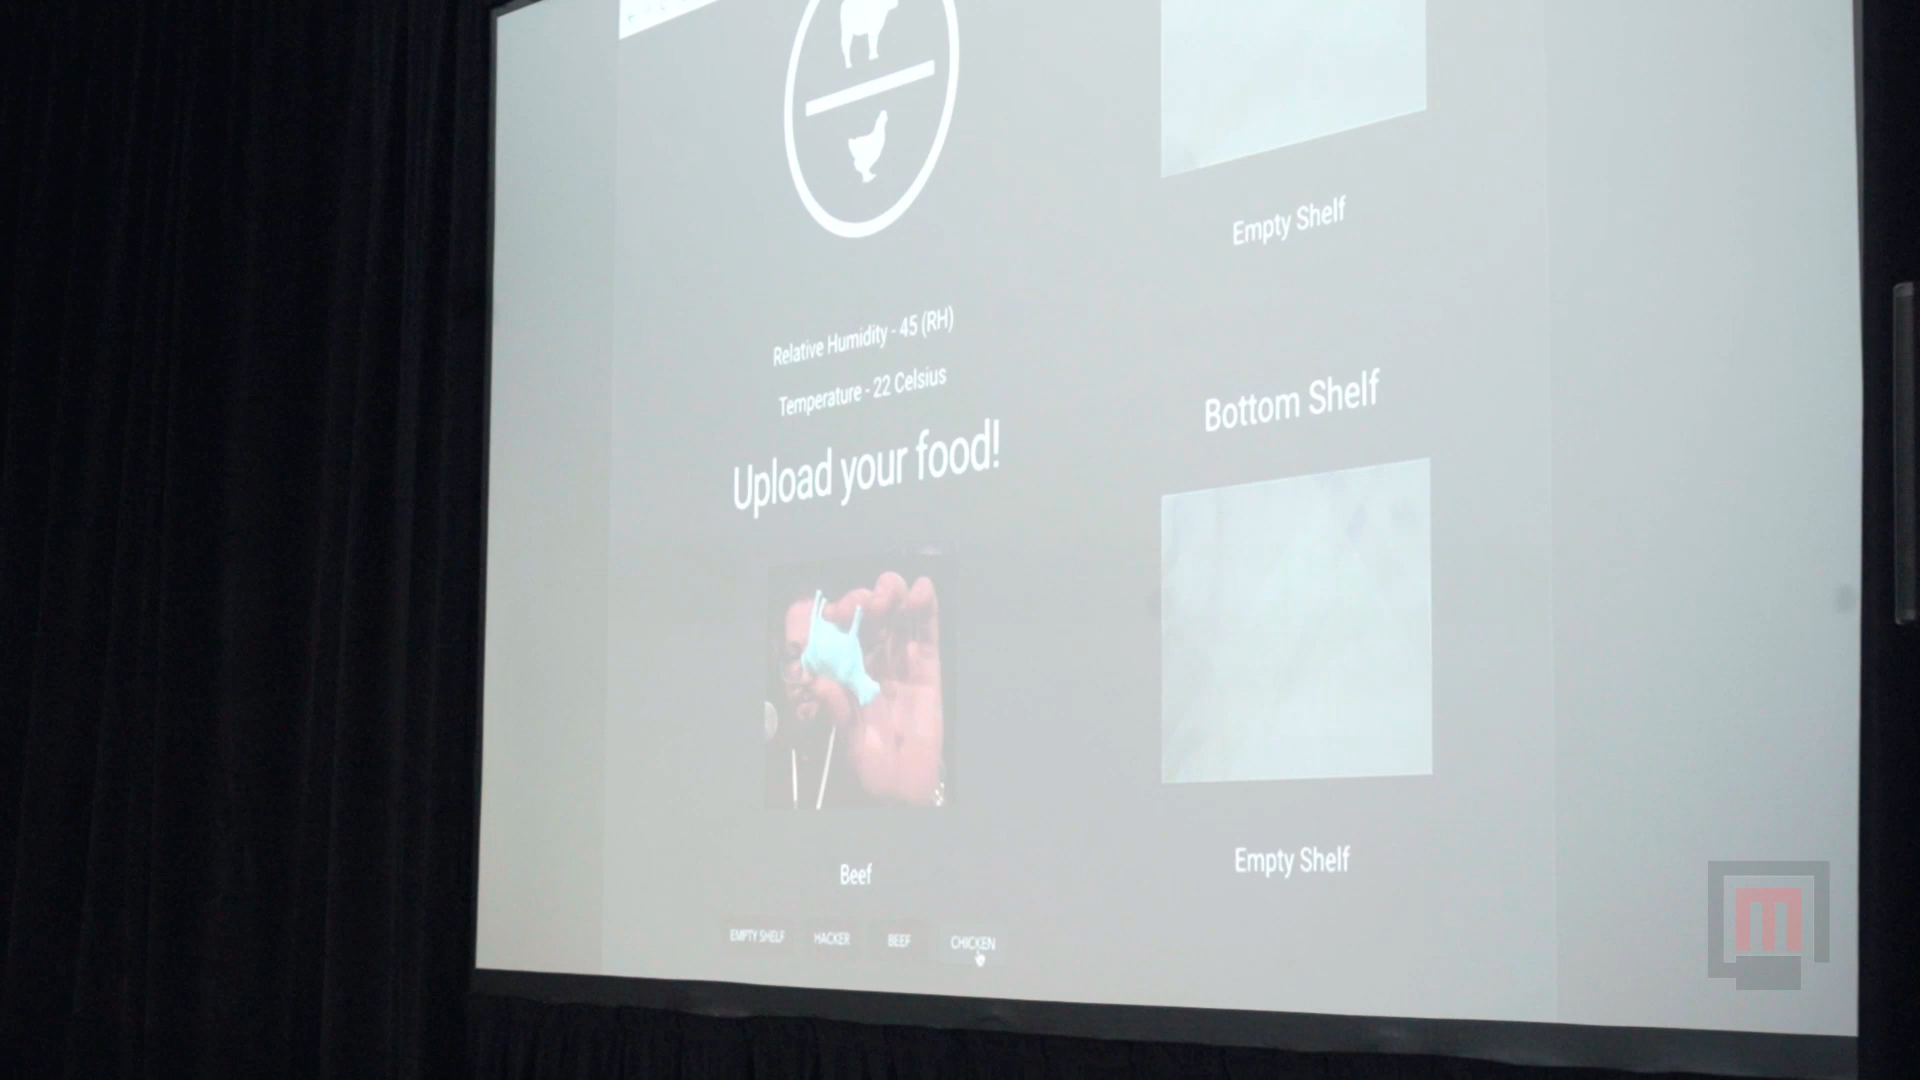 Relative Humidity - 45 (RH)
Temperature - 22 Celsius
Upload your food!
Beef
EMPTY SHELF
HACKER
BEEF
CHICKEN
Empty Shelf
Bottom Shelf
Empty Shelf
m